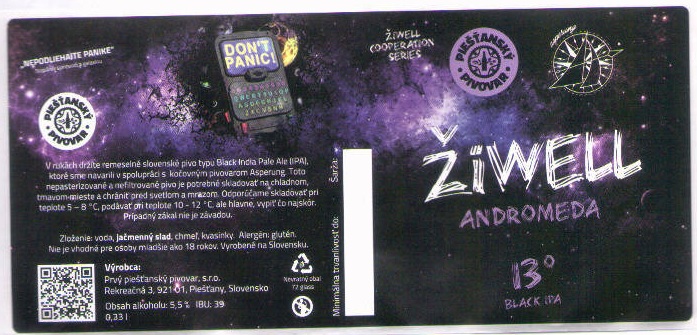 „NEPODLIEHAJTE PANIKE“
PIEŠŤANSKÝ
PIVOVAR
V rukách držíte remeselné slovenské pivo typu Black India Pale Ale (IPA),
ktoré sme navarili v spolupráci s kočovným pivovarom Asperung. Toto
nepasterizované a nefiltrované pivo je potrebné skladovať na chladnom,
tmavom mieste a chrániť pred svetlom a mrazom. Odporúčame skladovať pri
teplote 5 – 8 °C, podávať pri teplote 10 - 12 °C, ale hlavne, vypiť čo najskôr.
Prípadný zákal nie je závadou.
Zloženie: voda, jačmenný slad, chmeľ, kvasinky. Alergén: glutén.
Nie je vhodné pre osoby mladšie ako 18 rokov. Vyrobené na Slovensku.
Výrobca:
Prvý piešťanský pivovar, s.r.o.
Rekreačná 3, 921 01, Piešťany, Slovensko
Obsah alkoholu: 5,5 % IBU: 39
0,33 l
Nevratný obal
72 glass
DON'T
PANIC!
Šarža:
Minimálna trvanlivosť do:
ŽIWELL
COOPERATION
SERIES
PIEŠŤANSKÝ
PIVOVAR
ŽIWELL
ANDROMEDA
13°
BLACK IPA